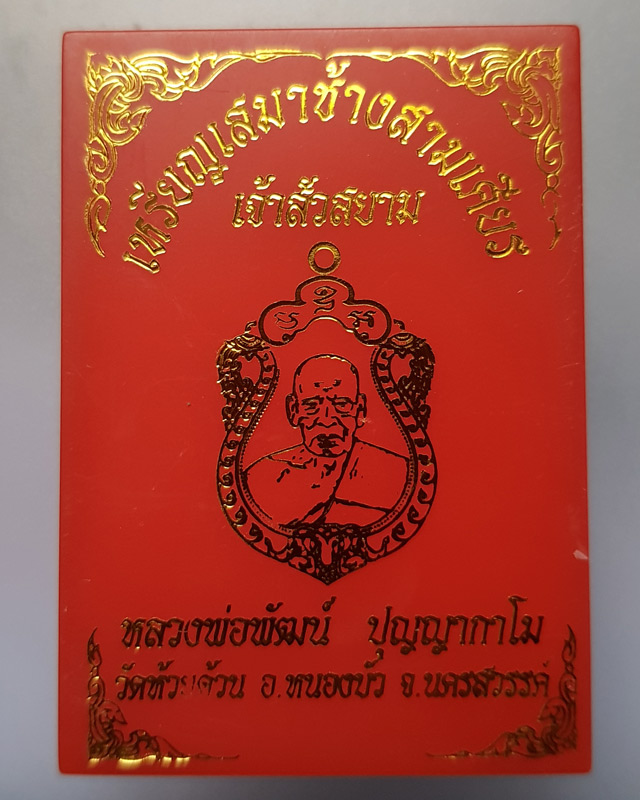 เหรียญเสมาช้างสามเศียร
เจ้าสัวสยาม
หลวงพ่อพัฒน์ ปุญญากาโม
วัดห้วยด้วน อ.หนองบัว จ.นครสวรรค์